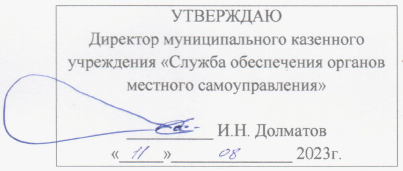 УТВЕРЖДАЮ
Директор муниципального казенного
учреждения «Служба обеспечения органов
местного самоуправления»
И.Н. Долматов
« 11 » 08 2023г.